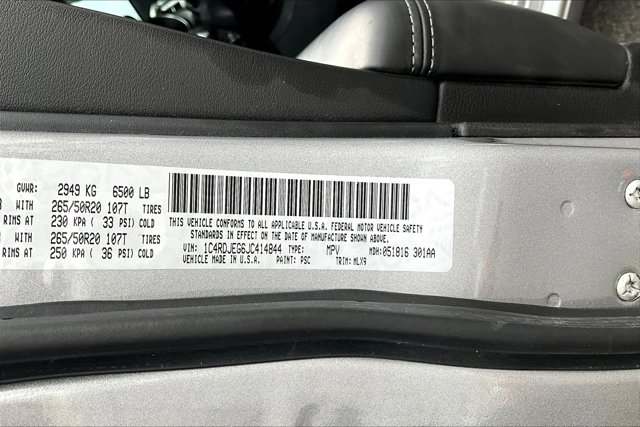 GVWR: 2949 KG 6500 LB
WITH 265/50R20 107T TIRES
RIMS AT 230 KPA ( 33 PSI) COLD
WITH 265/50R20 107T TIRES
RIMS AT 250 KPA ( 36 PSI) COLD
THIS VEHICLE CONFORMS TO ALL APPLICABLE U.S.A. FEDERAL MOTOR VEHICLE SAFETY
STANDARDS IN EFFECT ON THE DATE OF MANUFACTURE SHOWN ABOVE.
VIN: 1C4RDJEG6JC414844 TYPE: MPV MDH:051816 301AA
VEHICLE MADE IN U.S.A. PAINT: PSC TRIM:MLX9